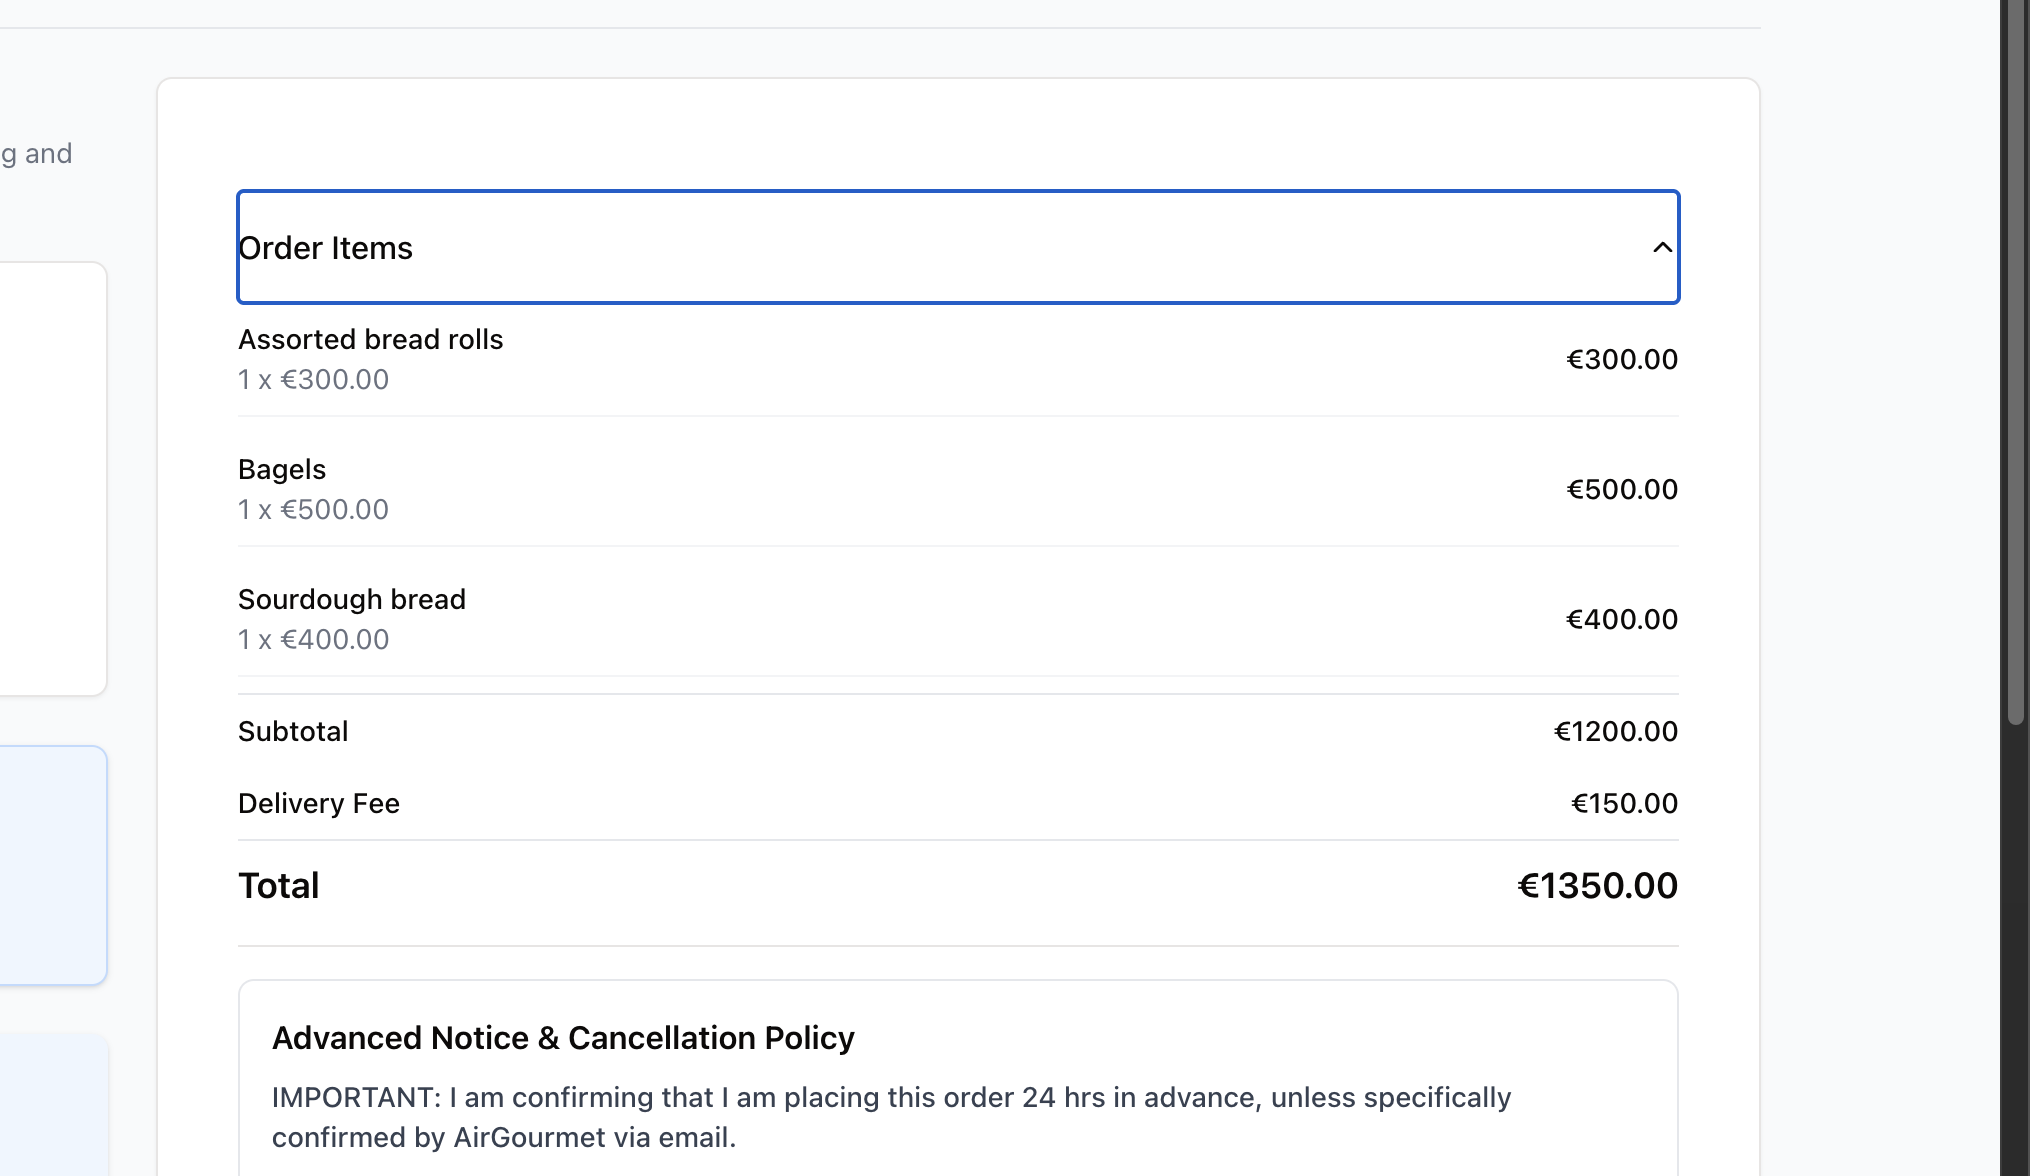 g and
Order Items
Assorted bread rolls
1 x €300.00
€300.00
Bagels
1 x €500.00
€500.00
Sourdough bread
1 x €400.00
€400.00
Subtotal
€1200.00
Delivery Fee
€150.00
Total
€1350.00
Advanced Notice & Cancellation Policy
IMPORTANT: I am confirming that I am placing this order 24 hrs in advance, unless specifically
confirmed by AirGourmet via email.